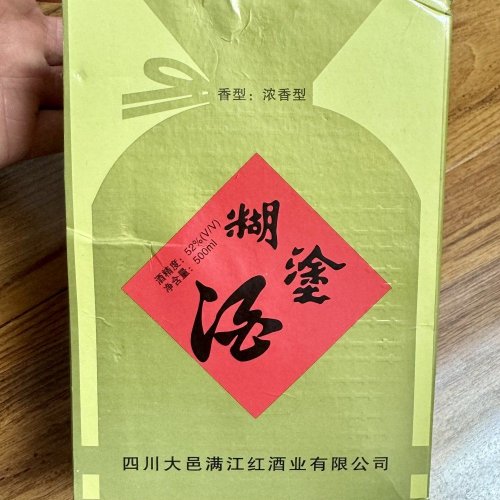 香型：浓香型
糊塗酒
酒精度：52%(V/V)
净含量：500ml
四川大邑满江红酒业有限公司